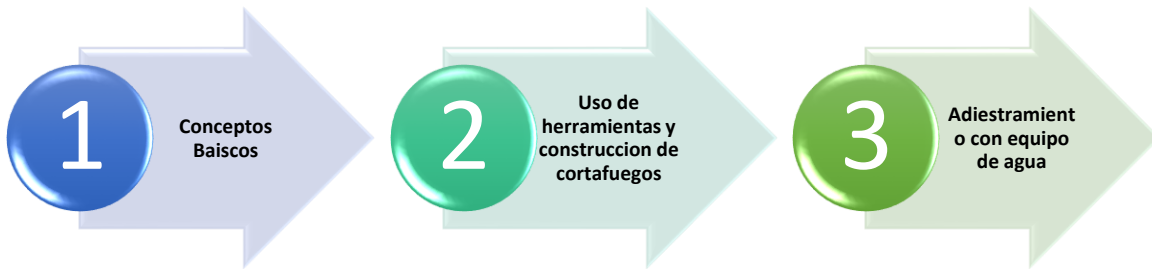 1
Conceptos
Baiscos
2
Uso de
herramientas y
construccion de
cortafuegos
3
Adiestramient
o con equipo
de agua